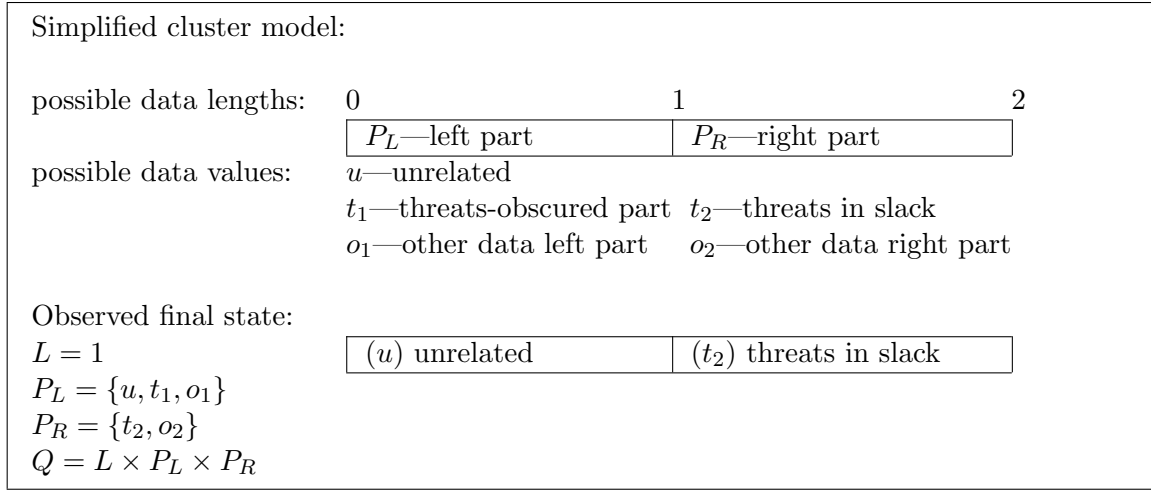 Simplified cluster model:
possible data lengths: 0 1 2
P_L—left part P_R—right part
possible data values: u—unrelated
t_1—threats-obscured part t_2—threats in slack
o_1—other data left part o_2—other data right part
Observed final state:
L = 1 (u) unrelated (t_2) threats in slack
P_L = {u, t_1, o_1}
P_R = {t_2, o_2}
Q = L × P_L × P_R